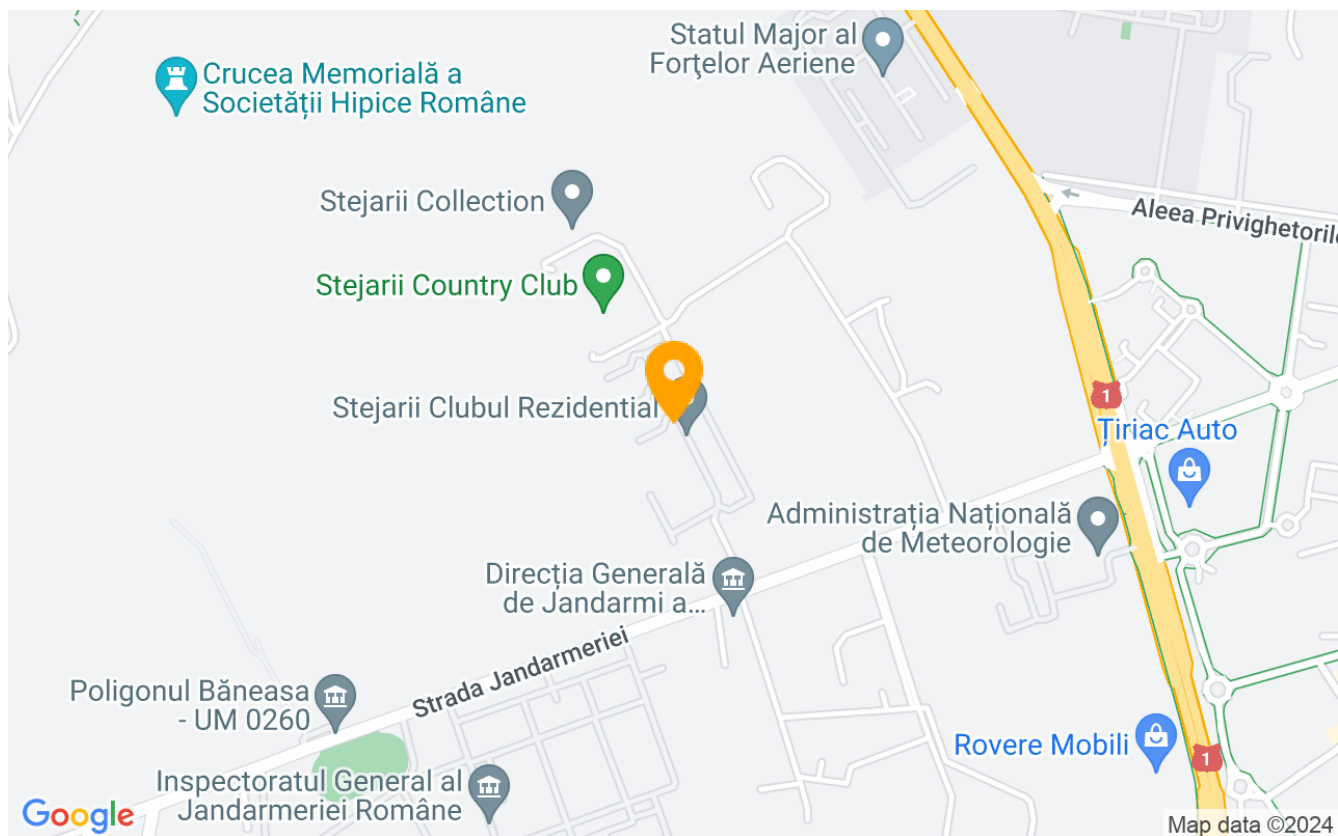 Statul Major al
Forțelor Aeriene
Crucea Memorială a
Societății Hipice Române
Stejarii Collection
Aleea Privighetoril
Stejarii Country Club
1
Stejarii Clubul Rezidential
Țiriac Auto
Administrația Națională
de Meteorologie
Direcția Generală
de Jandarmi a...
Strada Jandarmeriei
Poligonul Băneasa
- UM 0260
Rovere Mobili
1
Inspectoratul General al
Jandarmeriei Române
Google
Map data ©2024